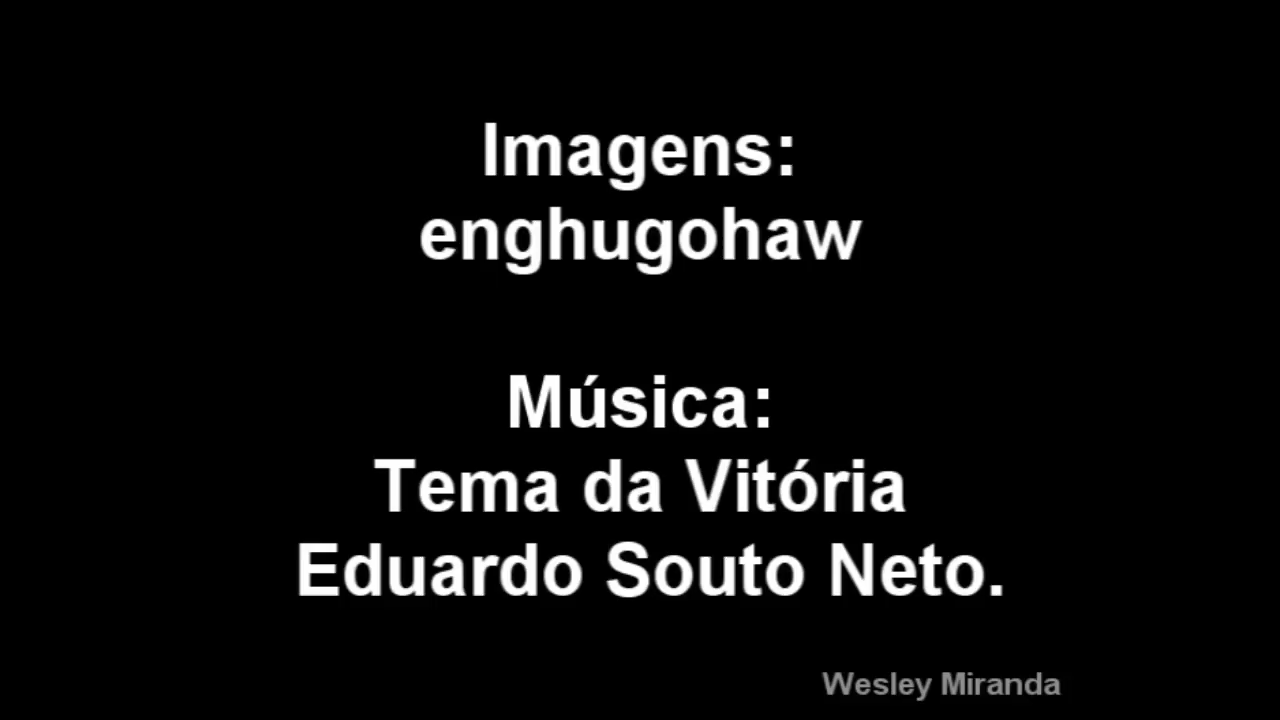 Imagens:
enghugohaw
Música:
Tema da Vitória
Eduardo Souto Neto.
Wesley Miranda